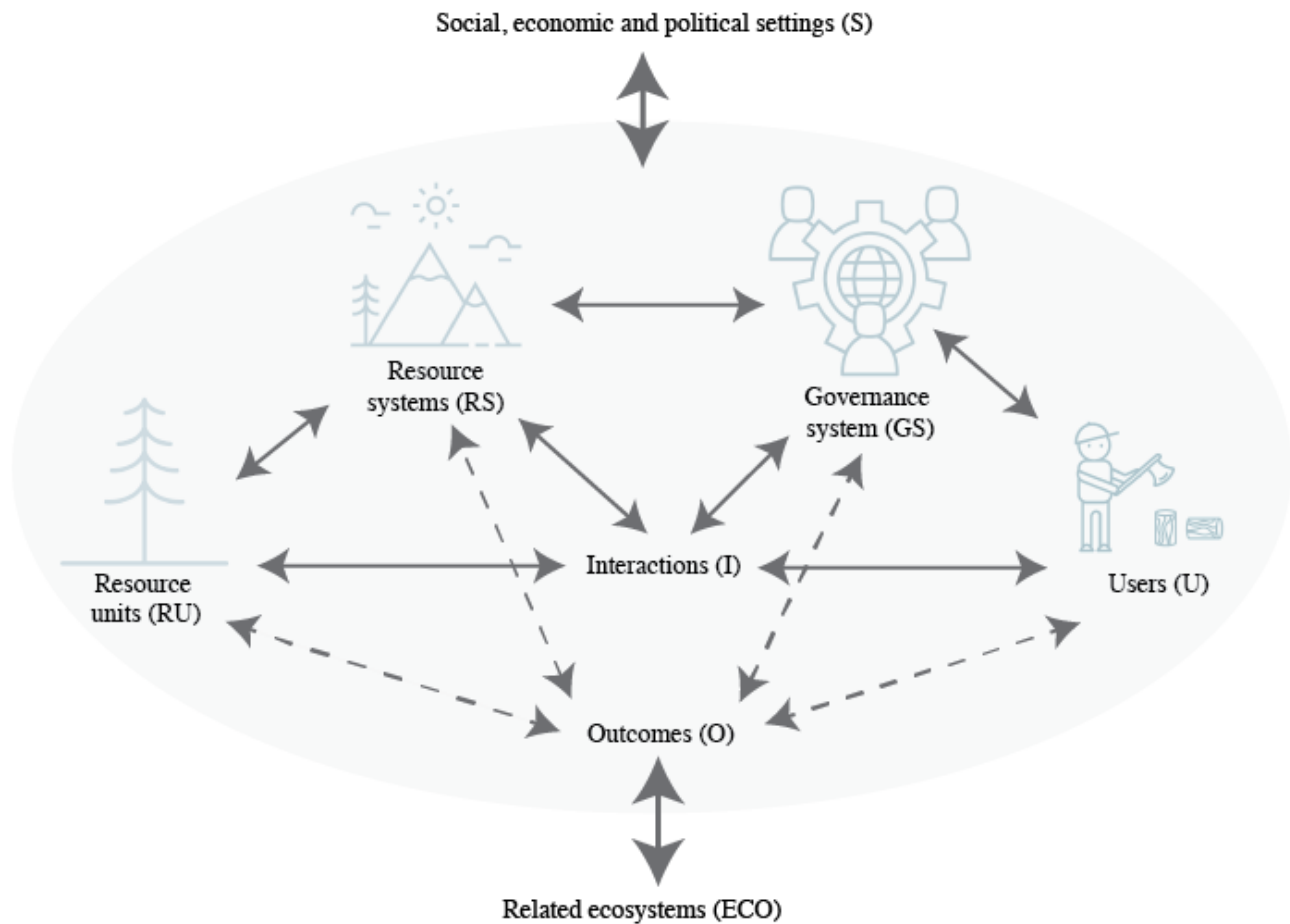 Social, economic and political settings (S)
Resource
systems (RS)
Governance
system (GS)
Interactions (I)
Resource
units (RU)
Users (U)
Outcomes (O)
Related ecosystems (ECO)